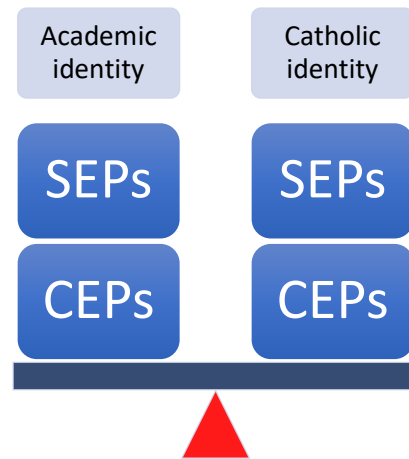 Academic
identity
Catholic
identity
SEPs
SEPs
CEPs
CEPs